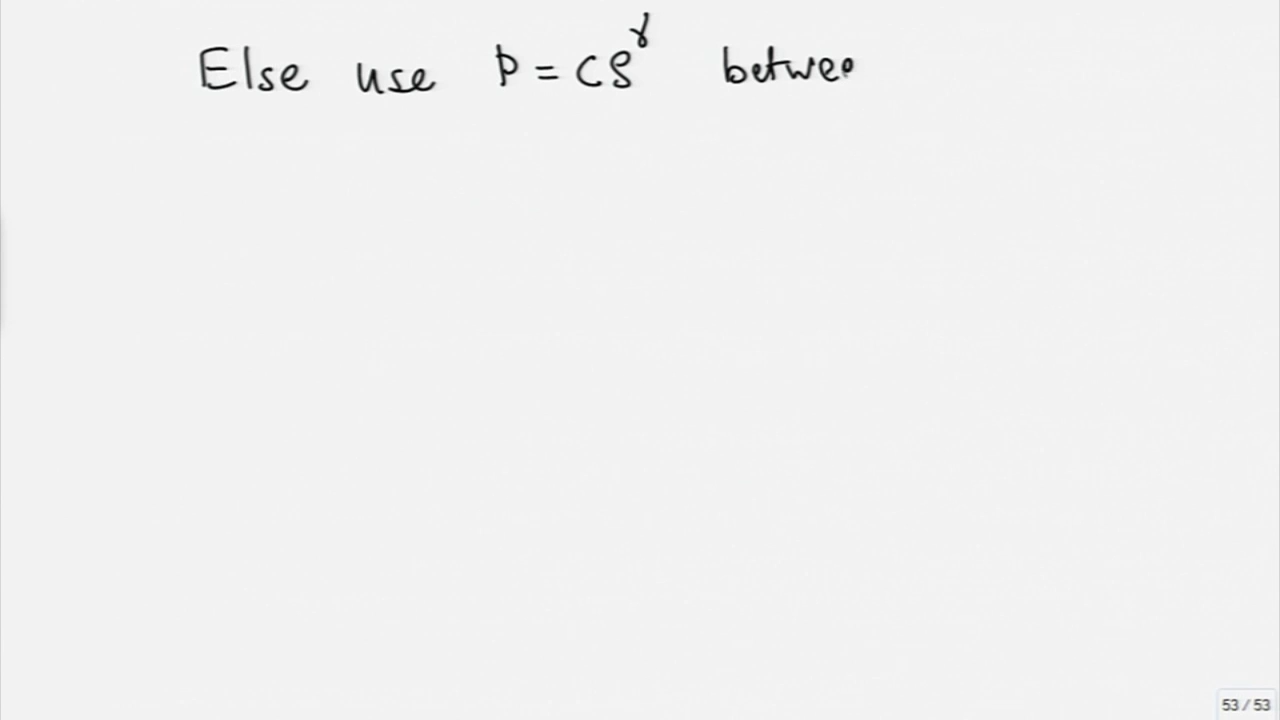 Else use p = cρ^γ betwee
53 / 53